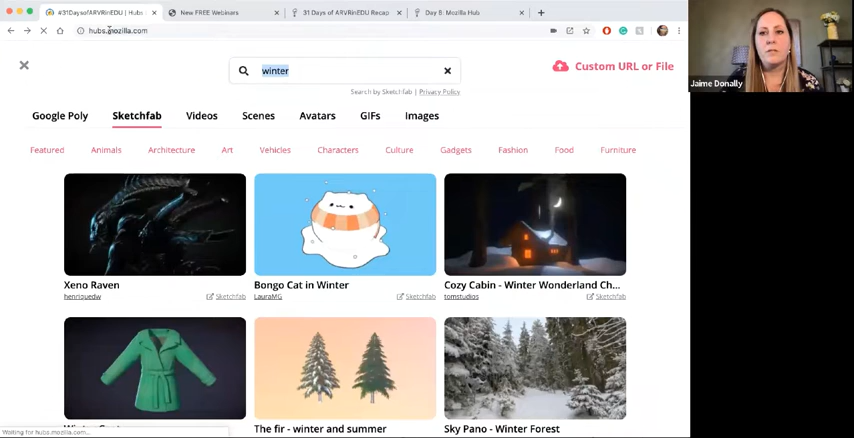 #31DaysofARVRinEDU | Hubs
New FREE Webinars
31 Days of ARVRinEDU Recap
Day 8: Mozilla Hub
hubs.mozilla.com
Jaime Donally
winter
Custom URL or File
Search by Sketchfab | Privacy Policy
Google Poly Sketchfab Videos Scenes Avatars GIFs Images
Featured Animals Architecture Art Vehicles Characters Culture Gadgets Fashion Food Furniture
Xeno Raven
henriquedw Sketchfab
Bongo Cat in Winter
LauraMG Sketchfab
Cozy Cabin - Winter Wonderland Ch...
tomstudios Sketchfab
The fir - winter and summer
Sky Pano - Winter Forest
Waiting for hubs.mozilla.com...